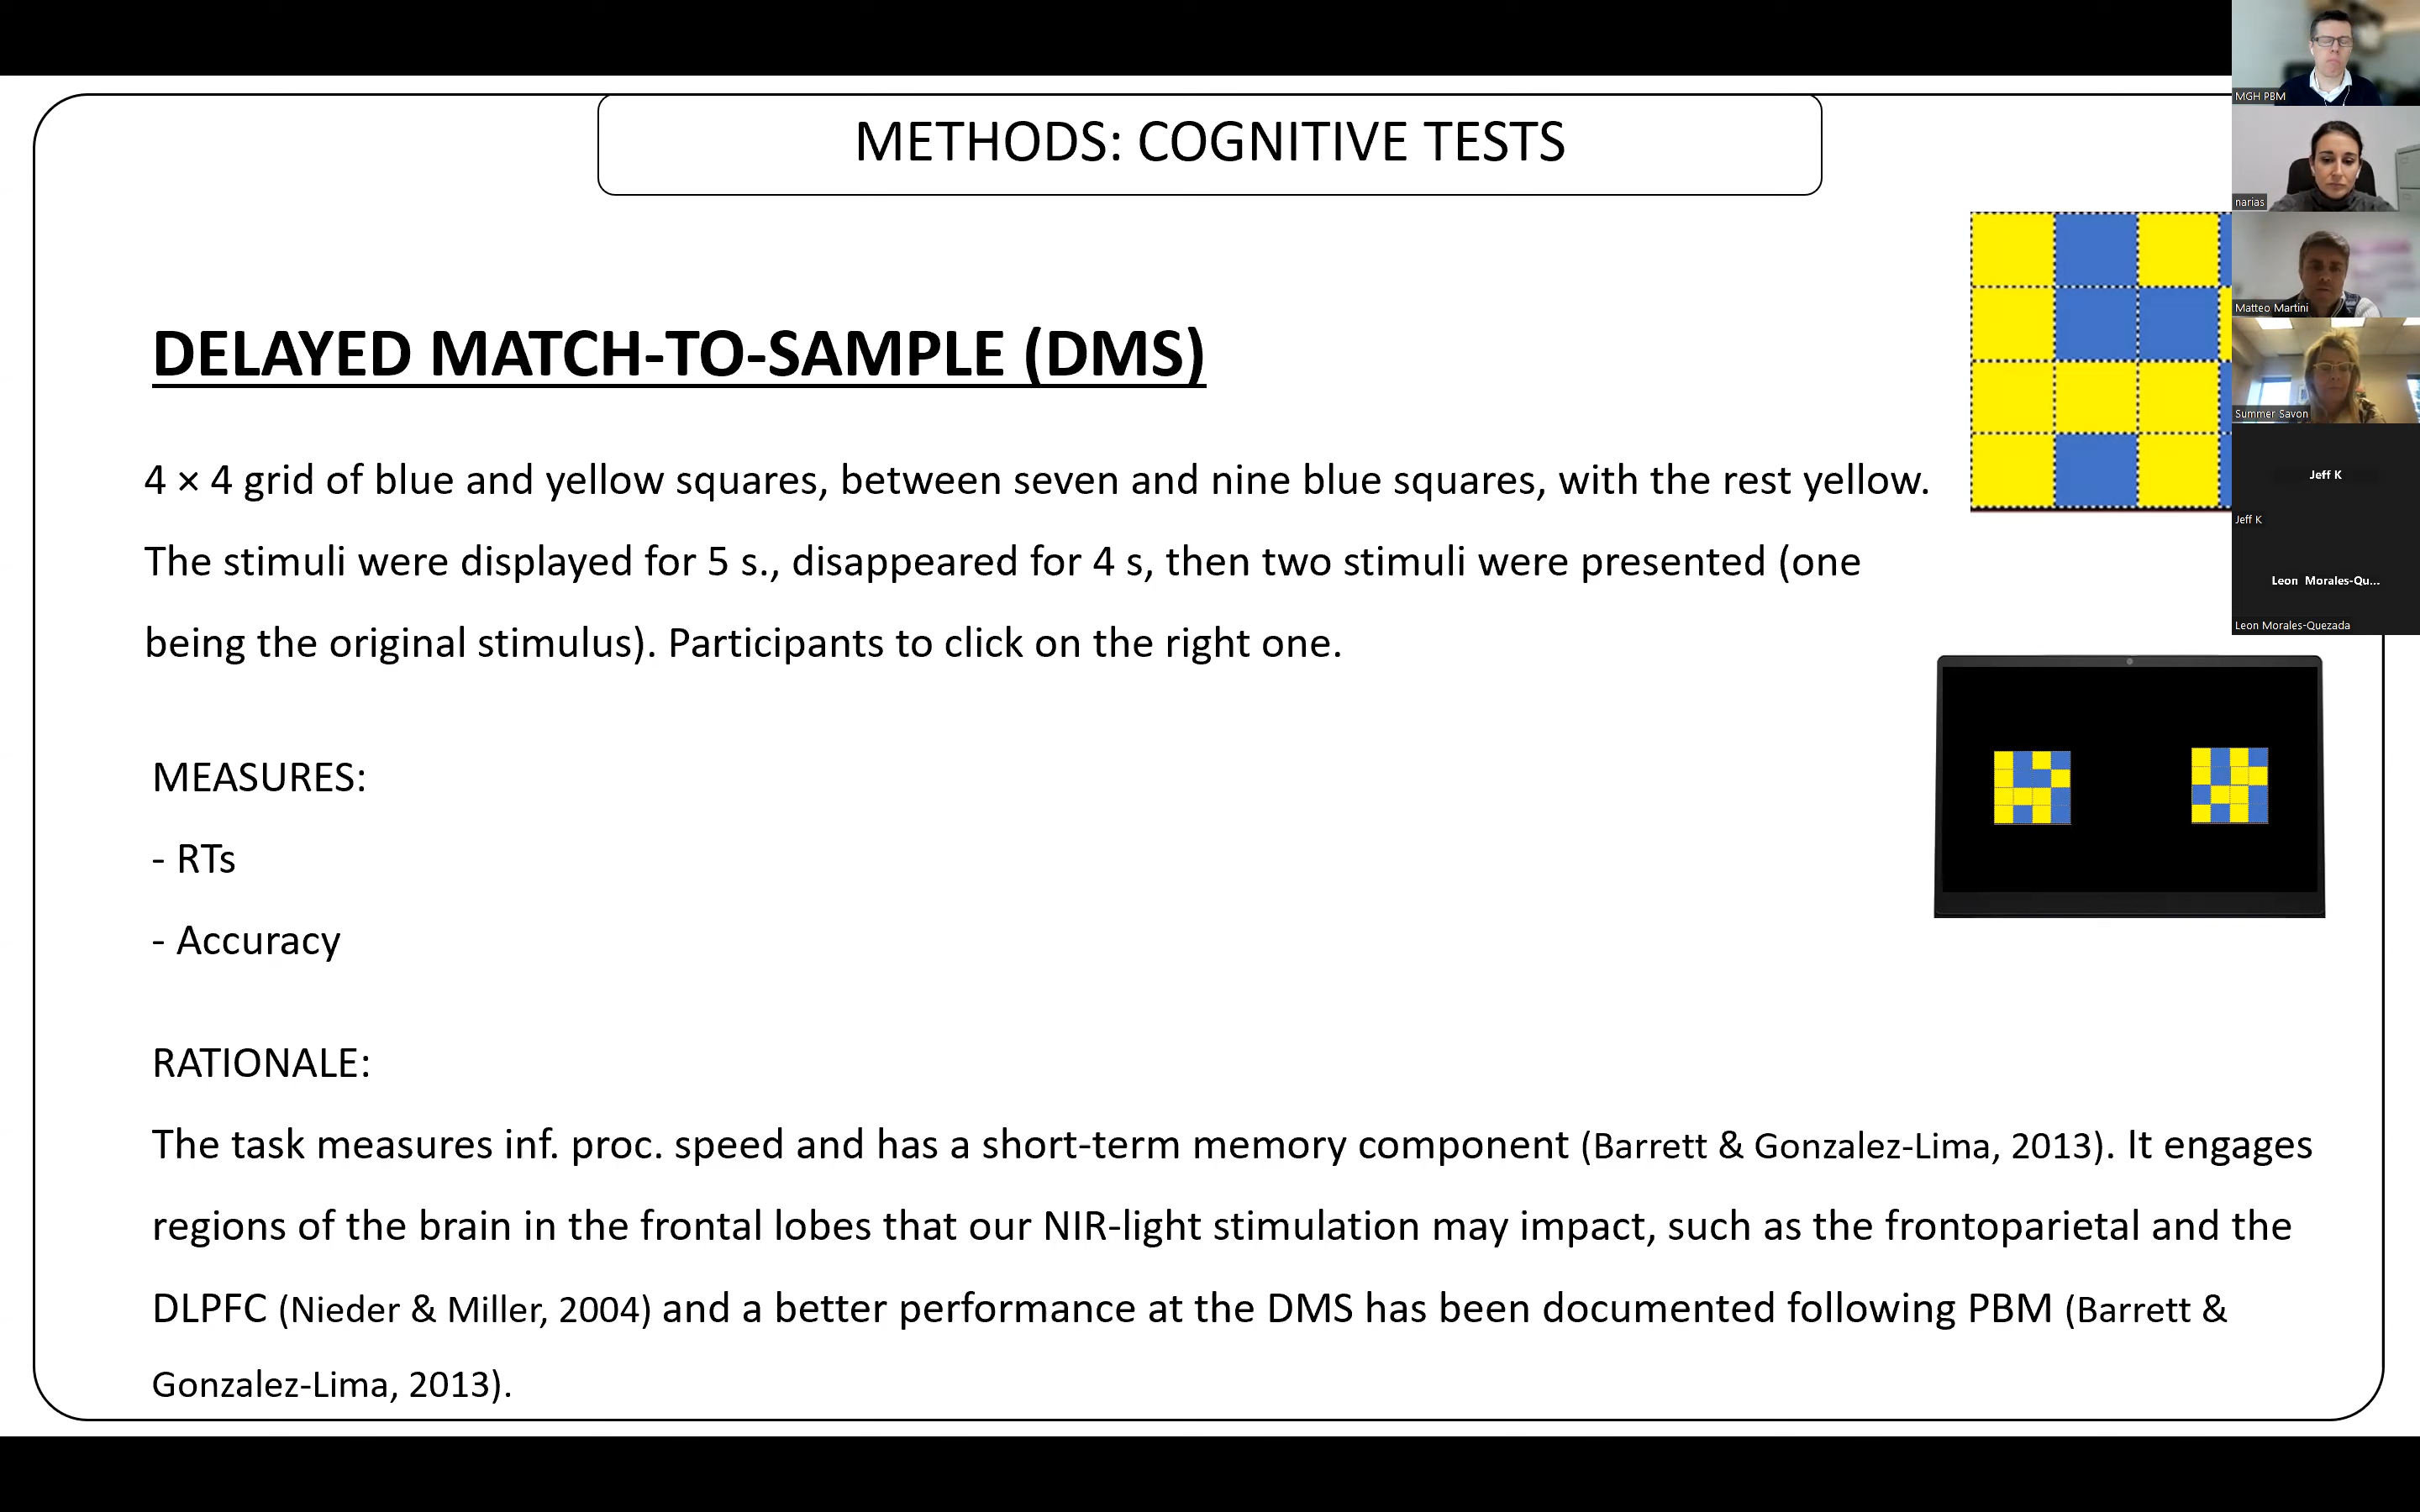 METHODS: COGNITIVE TESTS
DELAYED MATCH-TO-SAMPLE (DMS)
4 × 4 grid of blue and yellow squares, between seven and nine blue squares, with the rest yellow.
The stimuli were displayed for 5 s., disappeared for 4 s, then two stimuli were presented (one
being the original stimulus). Participants to click on the right one.
MEASURES:
- RTs
- Accuracy
RATIONALE:
The task measures inf. proc. speed and has a short-term memory component (Barrett & Gonzalez-Lima, 2013). It engages
regions of the brain in the frontal lobes that our NIR-light stimulation may impact, such as the frontoparietal and the
DLPFC (Nieder & Miller, 2004) and a better performance at the DMS has been documented following PBM (Barrett &
Gonzalez-Lima, 2013).
MGH PBM
narias
Matteo Martini
Summer Savon
Jeff K
Jeff K
Leon Morales-Qu...
Leon Morales-Quezada